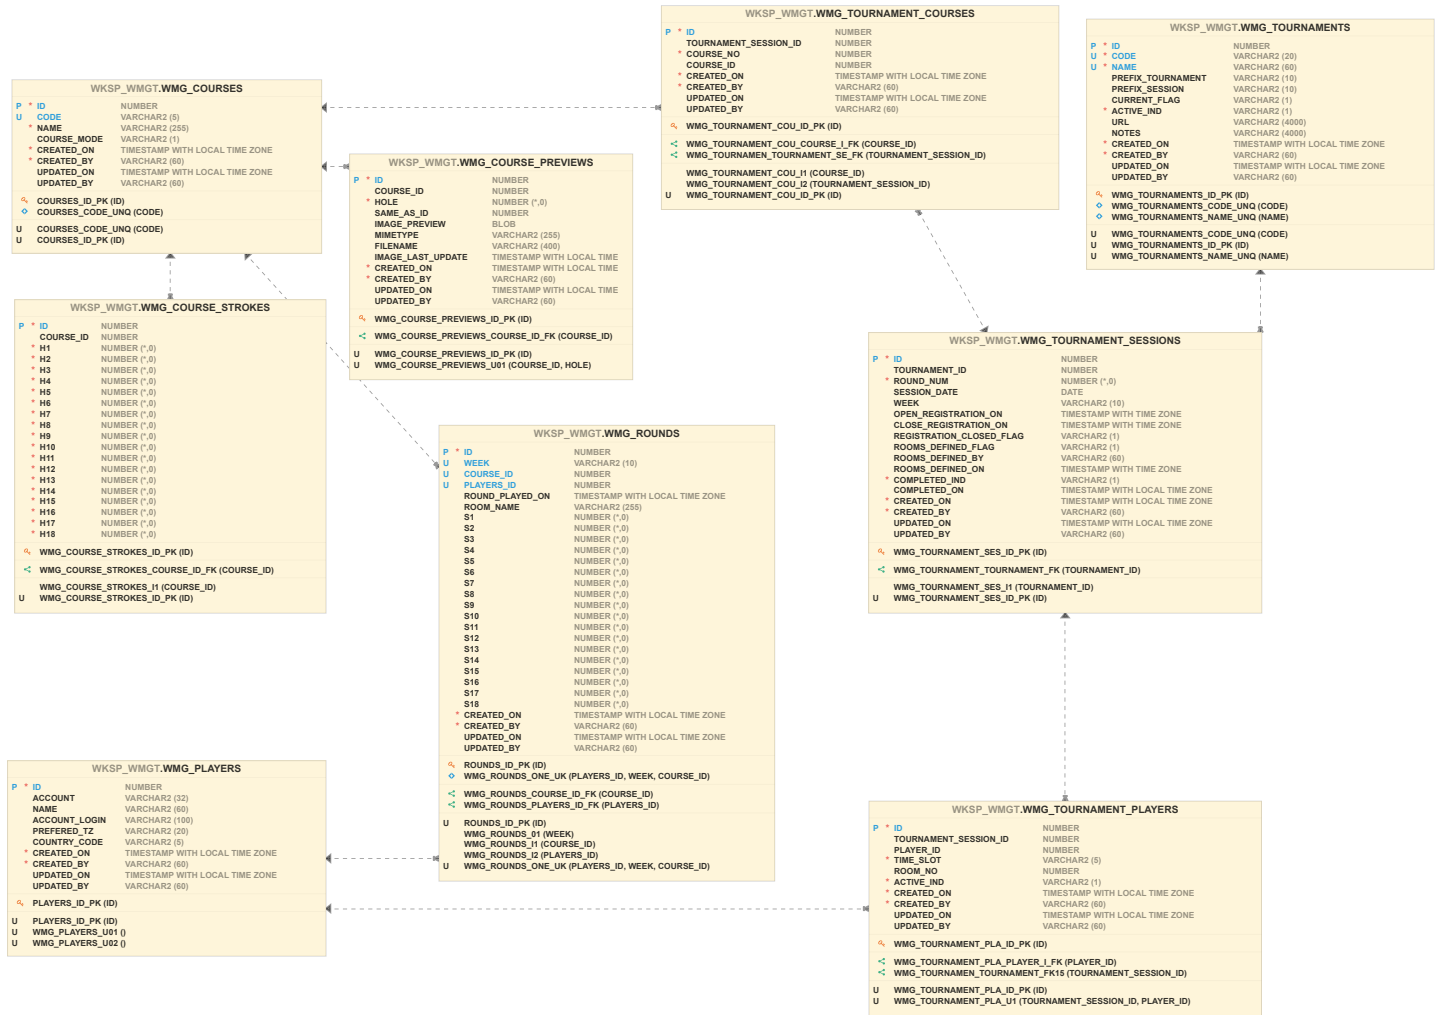 WKSP_WMGT.WMG_TOURNAMENT_COURSES
P * ID NUMBER
TOURNAMENT_SESSION_ID NUMBER
* COURSE_NO NUMBER
COURSE_ID NUMBER
* CREATED_ON TIMESTAMP WITH LOCAL TIME ZONE
* CREATED_BY VARCHAR2 (60)
UPDATED_ON TIMESTAMP WITH LOCAL TIME ZONE
UPDATED_BY VARCHAR2 (60)
WMG_TOURNAMENT_COU_ID_PK (ID)
WMG_TOURNAMENT_COU_COURSE_I_FK (COURSE_ID)
WMG_TOURNAMEN_TOURNAMENT_SE_FK (TOURNAMENT_SESSION_ID)
WMG_TOURNAMENT_COU_I1 (COURSE_ID)
WMG_TOURNAMENT_COU_I2 (TOURNAMENT_SESSION_ID)
U WMG_TOURNAMENT_COU_ID_PK (ID)
WKSP_WMGT.WMG_TOURNAMENTS
P * ID NUMBER
U * CODE VARCHAR2 (20)
U * NAME VARCHAR2 (60)
PREFIX_TOURNAMENT VARCHAR2 (10)
PREFIX_SESSION VARCHAR2 (10)
CURRENT_FLAG VARCHAR2 (1)
* ACTIVE_IND VARCHAR2 (1)
URL VARCHAR2 (4000)
NOTES VARCHAR2 (4000)
* CREATED_ON TIMESTAMP WITH LOCAL TIME ZONE
* CREATED_BY VARCHAR2 (60)
UPDATED_ON TIMESTAMP WITH LOCAL TIME ZONE
UPDATED_BY VARCHAR2 (60)
WMG_TOURNAMENTS_ID_PK (ID)
WMG_TOURNAMENTS_CODE_UNQ (CODE)
WMG_TOURNAMENTS_NAME_UNQ (NAME)
U WMG_TOURNAMENTS_CODE_UNQ (CODE)
U WMG_TOURNAMENTS_ID_PK (ID)
U WMG_TOURNAMENTS_NAME_UNQ (NAME)
WKSP_WMGT.WMG_COURSES
P * ID NUMBER
U CODE VARCHAR2 (5)
* NAME VARCHAR2 (255)
COURSE_MODE VARCHAR2 (1)
* CREATED_ON TIMESTAMP WITH LOCAL TIME ZONE
* CREATED_BY VARCHAR2 (60)
UPDATED_ON TIMESTAMP WITH LOCAL TIME ZONE
UPDATED_BY VARCHAR2 (60)
COURSES_ID_PK (ID)
COURSES_CODE_UNQ (CODE)
U COURSES_CODE_UNQ (CODE)
U COURSES_ID_PK (ID)
WKSP_WMGT.WMG_COURSE_PREVIEWS
P * ID NUMBER
COURSE_ID NUMBER
* HOLE NUMBER (*,0)
SAME_AS_ID NUMBER
IMAGE_PREVIEW BLOB
MIMETYPE VARCHAR2 (255)
FILENAME VARCHAR2 (400)
IMAGE_LAST_UPDATE TIMESTAMP WITH LOCAL TIME
* CREATED_ON TIMESTAMP WITH LOCAL TIME
* CREATED_BY VARCHAR2 (60)
UPDATED_ON TIMESTAMP WITH LOCAL TIME
UPDATED_BY VARCHAR2 (60)
WMG_COURSE_PREVIEWS_ID_PK (ID)
WMG_COURSE_PREVIEWS_COURSE_ID_FK (COURSE_ID)
U WMG_COURSE_PREVIEWS_ID_PK (ID)
U WMG_COURSE_PREVIEWS_U01 (COURSE_ID, HOLE)
WKSP_WMGT.WMG_COURSE_STROKES
P * ID NUMBER
COURSE_ID NUMBER
* H1 NUMBER (*,0)
* H2 NUMBER (*,0)
* H3 NUMBER (*,0)
* H4 NUMBER (*,0)
* H5 NUMBER (*,0)
* H6 NUMBER (*,0)
* H7 NUMBER (*,0)
* H8 NUMBER (*,0)
* H9 NUMBER (*,0)
* H10 NUMBER (*,0)
* H11 NUMBER (*,0)
* H12 NUMBER (*,0)
* H13 NUMBER (*,0)
* H14 NUMBER (*,0)
* H15 NUMBER (*,0)
* H16 NUMBER (*,0)
* H17 NUMBER (*,0)
* H18 NUMBER (*,0)
WMG_COURSE_STROKES_ID_PK (ID)
WMG_COURSE_STROKES_COURSE_ID_FK (COURSE_ID)
WMG_COURSE_STROKES_I1 (COURSE_ID)
U WMG_COURSE_STROKES_ID_PK (ID)
WKSP_WMGT.WMG_TOURNAMENT_SESSIONS
P * ID NUMBER
TOURNAMENT_ID NUMBER
* ROUND_NUM NUMBER (*,0)
SESSION_DATE DATE
WEEK VARCHAR2 (10)
OPEN_REGISTRATION_ON TIMESTAMP WITH TIME ZONE
CLOSE_REGISTRATION_ON TIMESTAMP WITH TIME ZONE
REGISTRATION_CLOSED_FLAG VARCHAR2 (1)
ROOMS_DEFINED_FLAG VARCHAR2 (1)
ROOMS_DEFINED_BY VARCHAR2 (60)
ROOMS_DEFINED_ON TIMESTAMP WITH TIME ZONE
* COMPLETED_IND VARCHAR2 (1)
COMPLETED_ON TIMESTAMP WITH LOCAL TIME ZONE
* CREATED_ON TIMESTAMP WITH LOCAL TIME ZONE
* CREATED_BY VARCHAR2 (60)
UPDATED_ON TIMESTAMP WITH LOCAL TIME ZONE
UPDATED_BY VARCHAR2 (60)
WMG_TOURNAMENT_SES_ID_PK (ID)
WMG_TOURNAMENT_TOURNAMENT_FK (TOURNAMENT_ID)
WMG_TOURNAMENT_SES_I1 (TOURNAMENT_ID)
U WMG_TOURNAMENT_SES_ID_PK (ID)
WKSP_WMGT.WMG_ROUNDS
P * ID NUMBER
U WEEK VARCHAR2 (10)
U COURSE_ID NUMBER
U PLAYERS_ID NUMBER
ROUND_PLAYED_ON TIMESTAMP WITH LOCAL TIME ZONE
ROOM_NAME VARCHAR2 (255)
S1 NUMBER (*,0)
S2 NUMBER (*,0)
S3 NUMBER (*,0)
S4 NUMBER (*,0)
S5 NUMBER (*,0)
S6 NUMBER (*,0)
S7 NUMBER (*,0)
S8 NUMBER (*,0)
S9 NUMBER (*,0)
S10 NUMBER (*,0)
S11 NUMBER (*,0)
S12 NUMBER (*,0)
S13 NUMBER (*,0)
S14 NUMBER (*,0)
S15 NUMBER (*,0)
S16 NUMBER (*,0)
S17 NUMBER (*,0)
S18 NUMBER (*,0)
* CREATED_ON TIMESTAMP WITH LOCAL TIME ZONE
* CREATED_BY VARCHAR2 (60)
UPDATED_ON TIMESTAMP WITH LOCAL TIME ZONE
UPDATED_BY VARCHAR2 (60)
ROUNDS_ID_PK (ID)
WMG_ROUNDS_ONE_UK (PLAYERS_ID, WEEK, COURSE_ID)
WMG_ROUNDS_COURSE_ID_FK (COURSE_ID)
WMG_ROUNDS_PLAYERS_ID_FK (PLAYERS_ID)
U ROUNDS_ID_PK (ID)
WMG_ROUNDS_01 (WEEK)
WMG_ROUNDS_I1 (COURSE_ID)
WMG_ROUNDS_I2 (PLAYERS_ID)
U WMG_ROUNDS_ONE_UK (PLAYERS_ID, WEEK, COURSE_ID)
WKSP_WMGT.WMG_PLAYERS
P * ID NUMBER
ACCOUNT VARCHAR2 (32)
NAME VARCHAR2 (60)
ACCOUNT_LOGIN VARCHAR2 (100)
PREFERED_TZ VARCHAR2 (20)
COUNTRY_CODE VARCHAR2 (5)
* CREATED_ON TIMESTAMP WITH LOCAL TIME ZONE
* CREATED_BY VARCHAR2 (60)
UPDATED_ON TIMESTAMP WITH LOCAL TIME ZONE
UPDATED_BY VARCHAR2 (60)
PLAYERS_ID_PK (ID)
U PLAYERS_ID_PK (ID)
U WMG_PLAYERS_U01 ()
U WMG_PLAYERS_U02 ()
WKSP_WMGT.WMG_TOURNAMENT_PLAYERS
P * ID NUMBER
TOURNAMENT_SESSION_ID NUMBER
PLAYER_ID NUMBER
* TIME_SLOT VARCHAR2 (5)
ROOM_NO NUMBER
* ACTIVE_IND VARCHAR2 (1)
* CREATED_ON TIMESTAMP WITH LOCAL TIME ZONE
* CREATED_BY VARCHAR2 (60)
UPDATED_ON TIMESTAMP WITH LOCAL TIME ZONE
UPDATED_BY VARCHAR2 (60)
WMG_TOURNAMENT_PLA_ID_PK (ID)
WMG_TOURNAMENT_PLA_PLAYER_I_FK (PLAYER_ID)
WMG_TOURNAMEN_TOURNAMENT_FK15 (TOURNAMENT_SESSION_ID)
U WMG_TOURNAMENT_PLA_ID_PK (ID)
U WMG_TOURNAMENT_PLA_U1 (TOURNAMENT_SESSION_ID, PLAYER_ID)